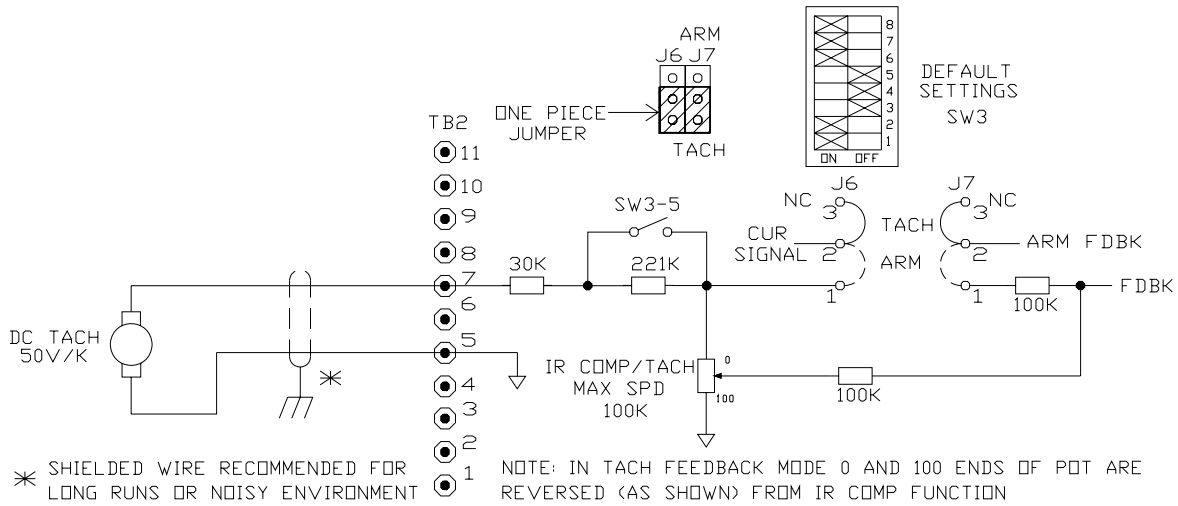 ARM
J6 J7
ONE PIECE
JUMPER
TACH
8
7
6
5
4
3
2
1
ON OFF
DEFAULT
SETTINGS
SW3
TB2
11
10
9
8
7
6
5
4
3
2
1
DC TACH
50V/K
*
30K
SW3-5
221K
IR COMP/TACH
MAX SPD
100K
0
100
CUR
SIGNAL
J6
NC
3
2
1
TACH
ARM
J7
3 NC
2
1
ARM FDBK
100K
FDBK
100K
* SHIELDED WIRE RECOMMENDED FOR
LONG RUNS OR NOISY ENVIRONMENT
NOTE: IN TACH FEEDBACK MODE 0 AND 100 ENDS OF POT ARE
REVERSED (AS SHOWN) FROM IR COMP FUNCTION